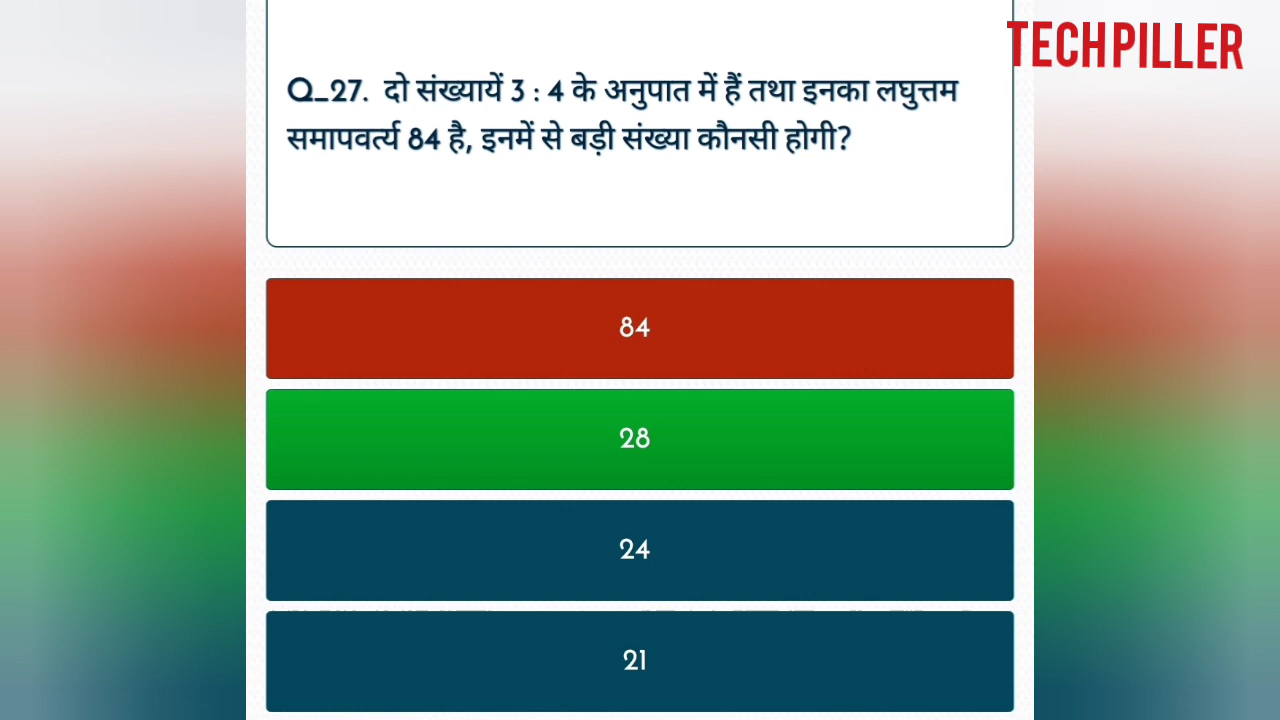 TECHPILLER
Q_27. दो संख्यायें 3 : 4 के अनुपात में हैं तथा इनका लघुत्तम
समापवर्त्य 84 है, इनमें से बड़ी संख्या कौनसी होगी?
84
28
24
21